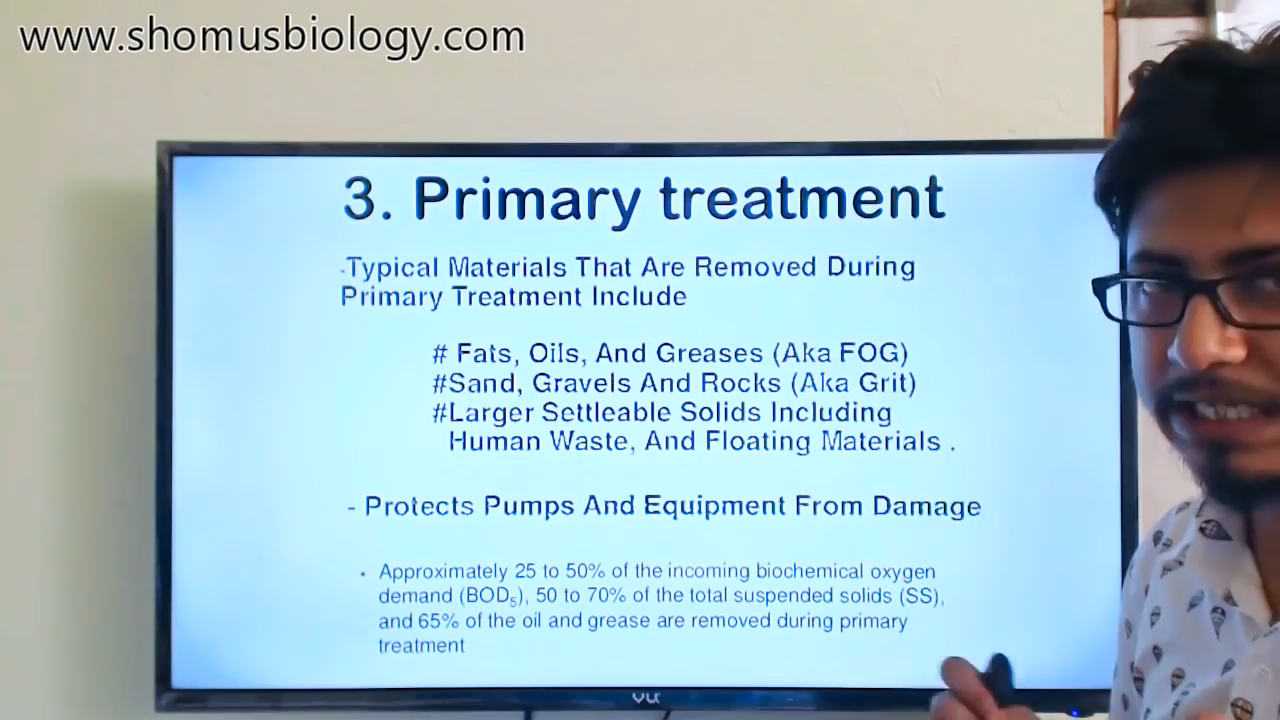 www.shomusbiology.com
3. Primary treatment
-Typical Materials That Are Removed During
Primary Treatment Include
# Fats, Oils, And Greases (Aka FOG)
#Sand, Gravels And Rocks (Aka Grit)
#Larger Settleable Solids Including
Human Waste, And Floating Materials .
- Protects Pumps And Equipment From Damage
• Approximately 25 to 50% of the incoming biochemical oxygen
demand (BOD₅), 50 to 70% of the total suspended solids (SS),
and 65% of the oil and grease are removed during primary
treatment
VU